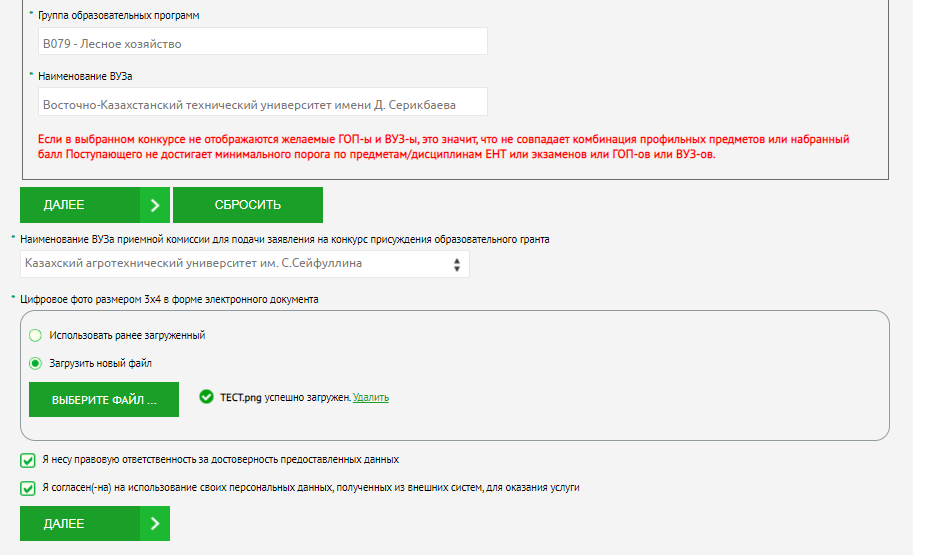 * Группа образовательных программ
B079 - Лесное хозяйство
* Наименование ВУЗа
Восточно-Казахстанский технический университет имени Д. Серикбаева
Если в выбранном конкурсе не отображаются желаемые ГОП-ы и ВУЗ-ы, это значит, что не совпадает комбинация профильных предметов или набранный
балл Поступающего не достигает минимального порога по предметам/дисциплинам ЕНТ или экзаменов или ГОП-ов или ВУЗ-ов.
ДАЛЕЕ СБРОСИТЬ
* Наименование ВУЗа приемной комиссии для подачи заявления на конкурс присуждения образовательного гранта
Казахский агротехнический университет им. С.Сейфуллина
* Цифровое фото размером 3x4 в форме электронного документа
Использовать ранее загруженный
Загрузить новый файл
ВЫБЕРИТЕ ФАЙЛ ... ТЕСТ.png успешно загружен. Удалить
Я несу правовую ответственность за достоверность предоставленных данных
Я согласен(-на) на использование своих персональных данных, полученных из внешних систем, для оказания услуги
ДАЛЕЕ